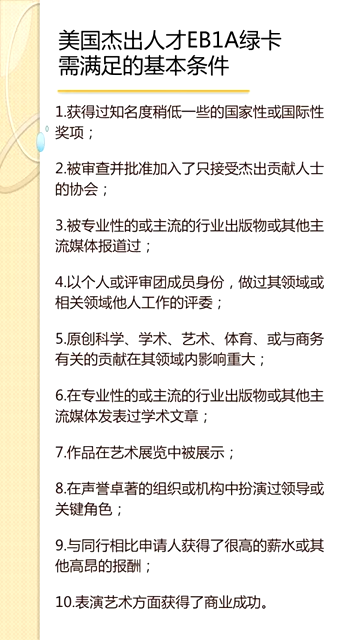 美国杰出人才EB1A绿卡
需满足的基本条件
1.获得过知名度稍低一些的国家性或国际性
奖项；
2.被审查并批准加入了只接受杰出贡献人士
的协会；
3.被专业性的或主流的行业出版物或其他主
流媒体报道过；
4.以个人或评审团成员身份，做过其领域或
相关领域他人工作的评委；
5.原创科学、学术、艺术、体育、或与商务
有关的贡献在其领域内影响重大；
6.在专业性的或主流的行业出版物或其他主
流媒体发表过学术文章；
7.作品在艺术展览中被展示；
8.在声誉卓著的组织或机构中扮演过领导或
关键角色；
9.与同行相比申请人获得了很高的薪水或其
他高昂的报酬；
10.表演艺术方面获得了商业成功。